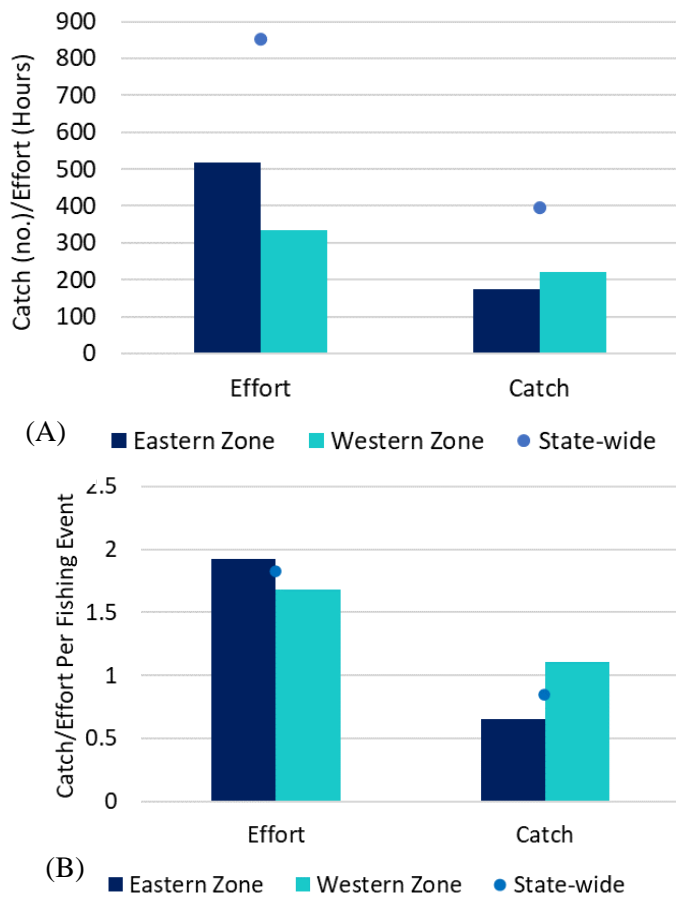 900
800
700
600
500
400
300
200
100
0
Catch (no.)/Effort (Hours)
Effort Catch
(A)
Eastern Zone Western Zone State-wide
2.5
2
1.5
1
0.5
0
Catch/Effort Per Fishing Event
Effort Catch
(B)
Eastern Zone Western Zone State-wide